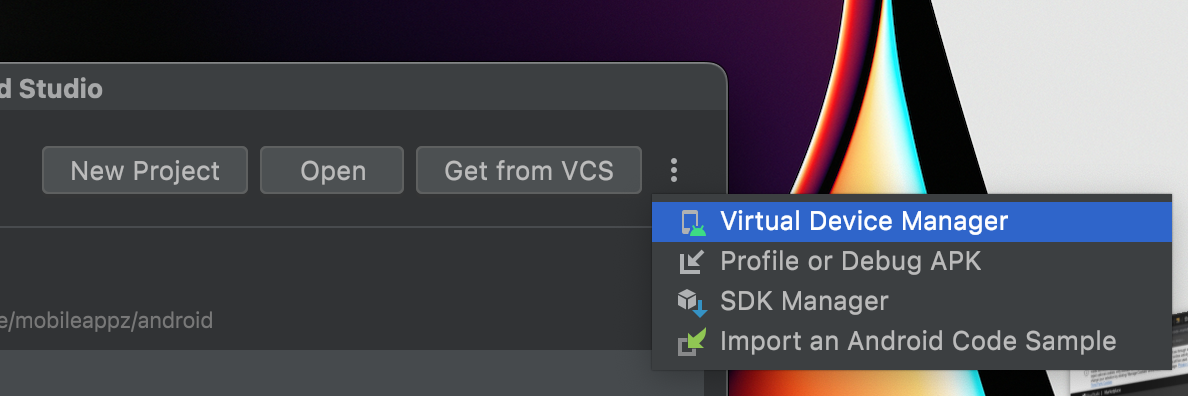 d Studio
New Project
Open
Get from VCS
Virtual Device Manager
Profile or Debug APK
SDK Manager
Import an Android Code Sample
e/mobileappz/android